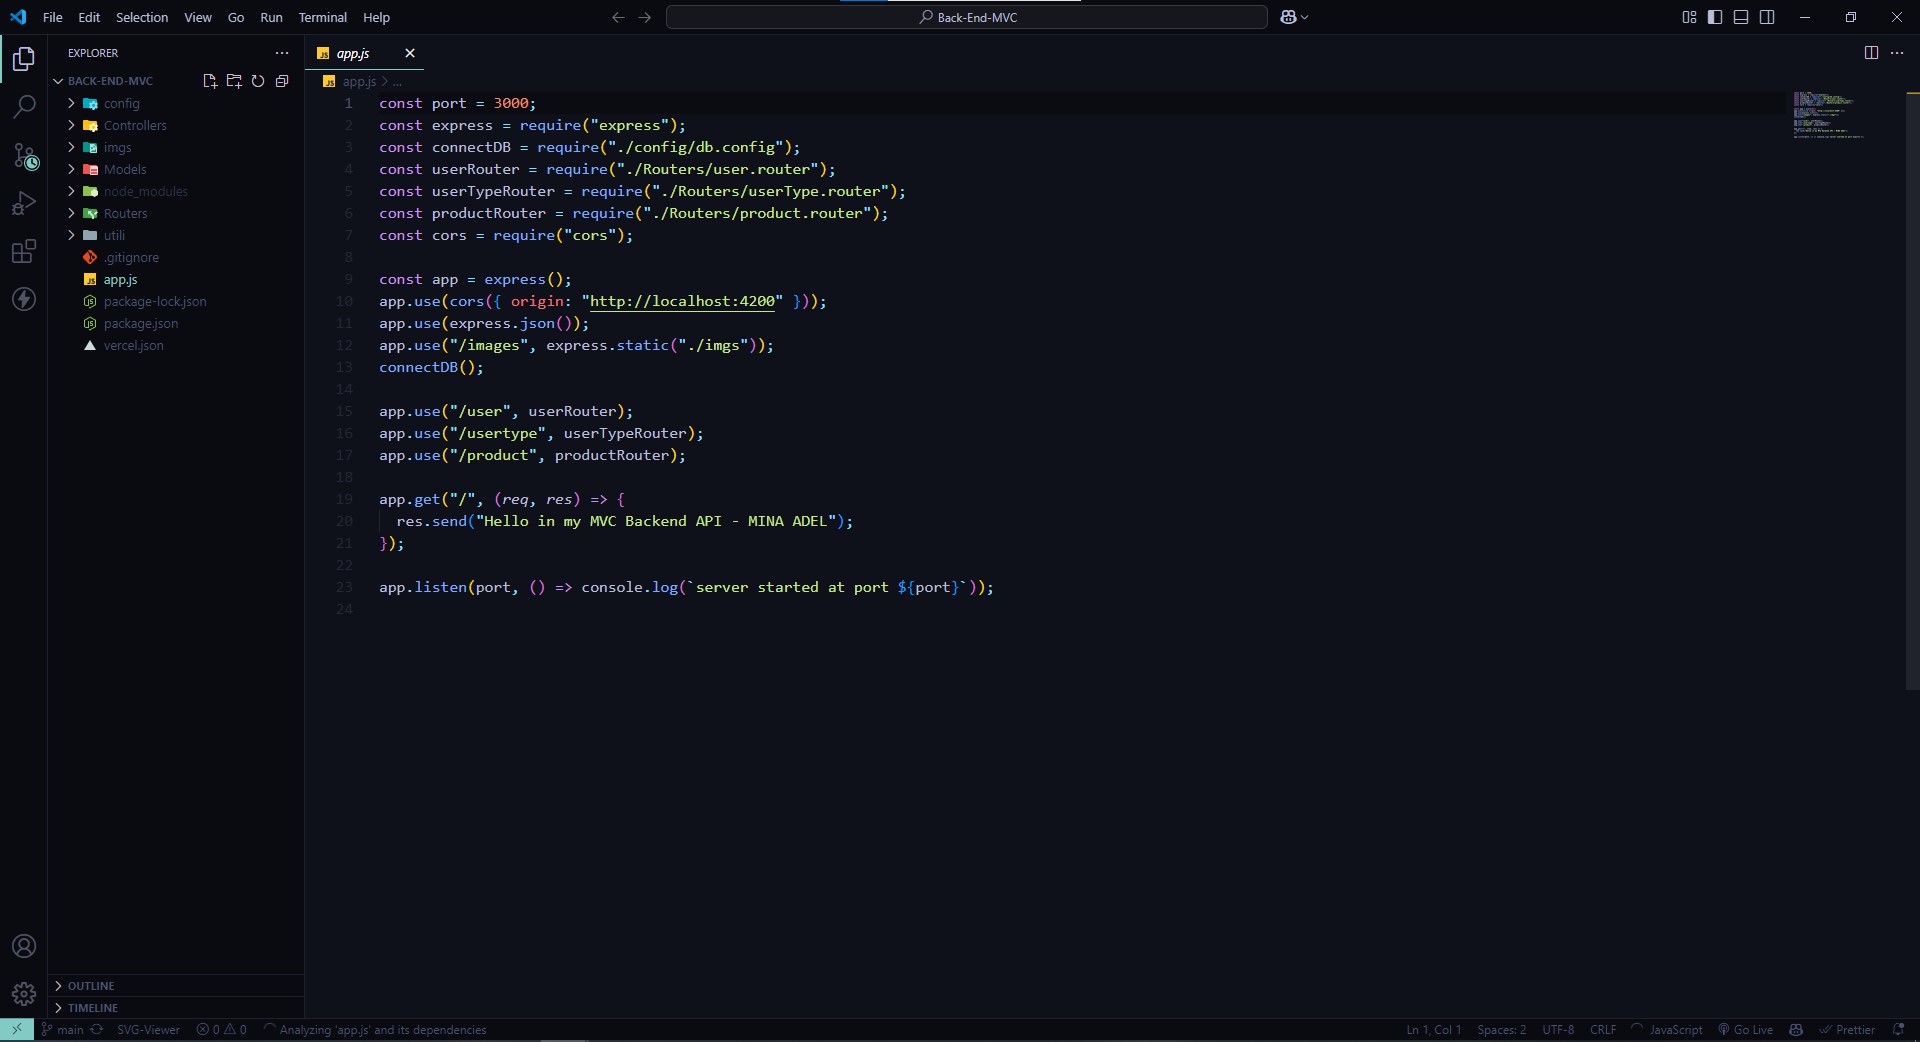 File Edit Selection View Go Run Terminal Help
Back-End-MVC
EXPLORER
BACK-END-MVC
config
Controllers
imgs
Models
node_modules
Routers
utili
.gitignore
app.js
package-lock.json
package.json
vercel.json
OUTLINE
TIMELINE
app.js
app.js > ...
1 const port = 3000;
2 const express = require("express");
3 const connectDB = require("./config/db.config");
4 const userRouter = require("./Routers/user.router");
5 const userTypeRouter = require("./Routers/userType.router");
6 const productRouter = require("./Routers/product.router");
7 const cors = require("cors");
8
9 const app = express();
10 app.use(cors({ origin: "http://localhost:4200" }));
11 app.use(express.json());
12 app.use("/images", express.static("./imgs"));
13 connectDB();
14
15 app.use("/user", userRouter);
16 app.use("/usertype", userTypeRouter);
17 app.use("/product", productRouter);
18
19 app.get("/", (req, res) => {
20   res.send("Hello in my MVC Backend API - MINA ADEL");
21 });
22
23 app.listen(port, () => console.log(`server started at port ${port}`));
24
main SVG-Viewer 0 0 Analyzing 'app.js' and its dependencies Ln 1, Col 1 Spaces: 2 UTF-8 CRLF JavaScript Go Live Prettier